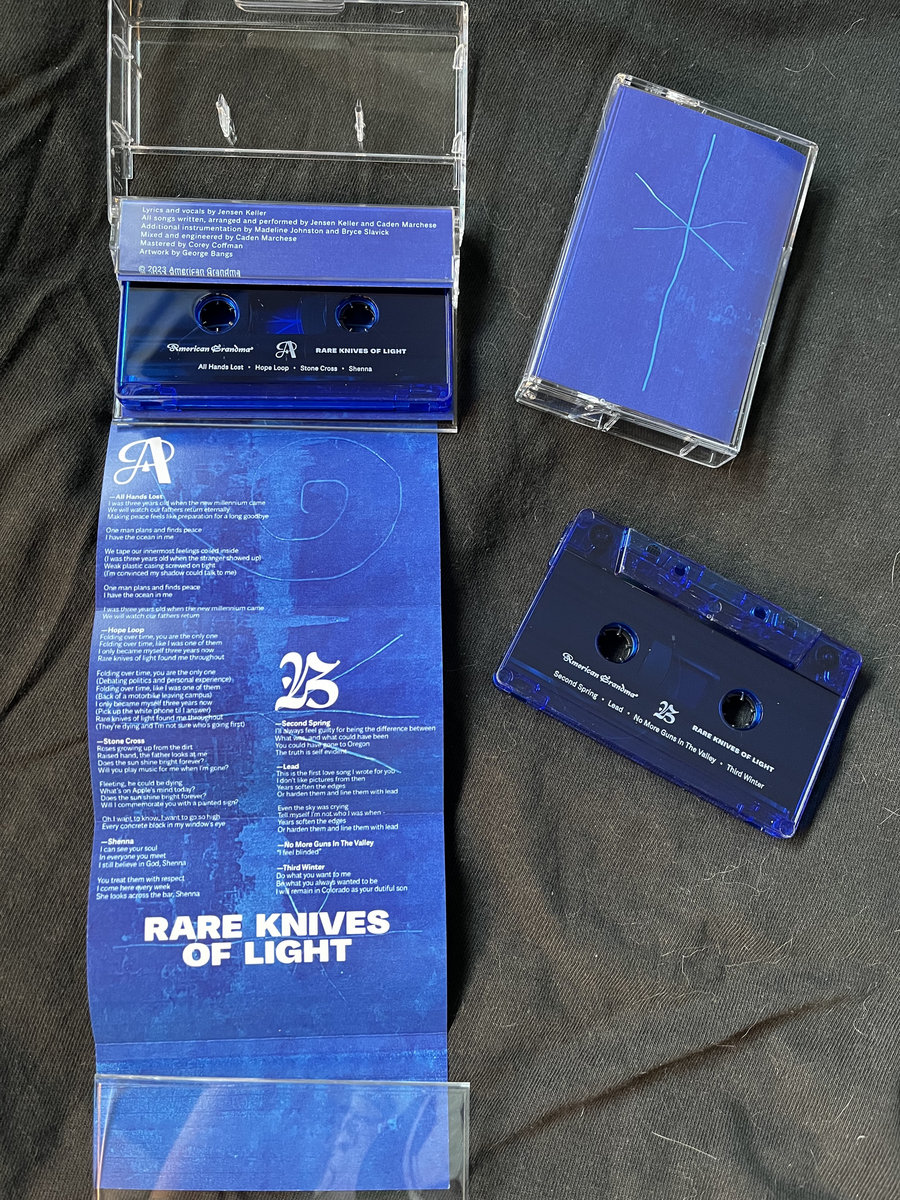 Lyrics and vocals by Jensen Keller
All songs written, arranged and performed by Jensen Keller and Caden Marchese
Additional instrumentation by Madeline Johnston and Bryce Slavick
Mixed and engineered by Caden Marchese
Mastered by Corey Coffman
Artwork by George Bangs
© 2023 American Grandma
American Grandma
A
RARE KNIVES OF LIGHT
All Hands Lost • Hope Loop • Stone Cross • Shenna
A
—All Hands Lost
I was three years old when the new millennium came
We will watch our fathers return eternally
Making peace feels like preparation for a long goodbye
One man plans and finds peace
I have the ocean in me
We tape our innermost feelings coiled inside
(I was three years old when the stranger showed up)
Weak plastic casing screwed on tight
(I'm convinced my shadow could talk to me)
One man plans and finds peace
I have the ocean in me
I was three years old when the new millennium came
We will watch our fathers return
—Hope Loop
Folding over time, you are the only one
Folding over time, like I was one of them
I only became myself three years now
Rare knives of light found me throughout
Folding over time, you are the only one
(Debating politics and personal experience)
Folding over time, like I was one of them
(Back of a motorbike leaving campus)
I only became myself three years now
(Pick up the white phone til I answer)
Rare knives of light found me throughout
(They're dying and I'm not sure who's going first)
—Stone Cross
Roses growing up from the dirt
Raised hand, the father looks at me
Does the sun shine bright forever?
Will you play music for me when I'm gone?
Fleeting, he could be dying
What's on Apple's mind today?
Does the sun shine bright forever?
Will I commemorate you with a painted sign?
Oh I want to know, I want to go so high
Every concrete block in my window's eye
—Shenna
I can see your soul
In everyone you meet
I still believe in God, Shenna
You treat them with respect
I come here every week
She looks across the bar, Shenna
B
—Second Spring
I'll always feel guilty for being the difference between
What was, and what could have been
You could have gone to Oregon
The truth is self evident
—Lead
This is the first love song I wrote for you
I don't like pictures from then
Years soften the edges
Or harden them and line them with lead
Even the sky was crying
Tell myself I'm not who I was when -
Years soften the edges
Or harden them and line them with lead
—No More Guns In The Valley
"I feel blinded"
—Third Winter
Do what you want to me
Be what you always wanted to be
I will remain in Colorado as your dutiful son
RARE KNIVES
OF LIGHT
American Grandma
B
RARE KNIVES OF LIGHT
Second Spring • Lead • No More Guns In The Valley • Third Winter